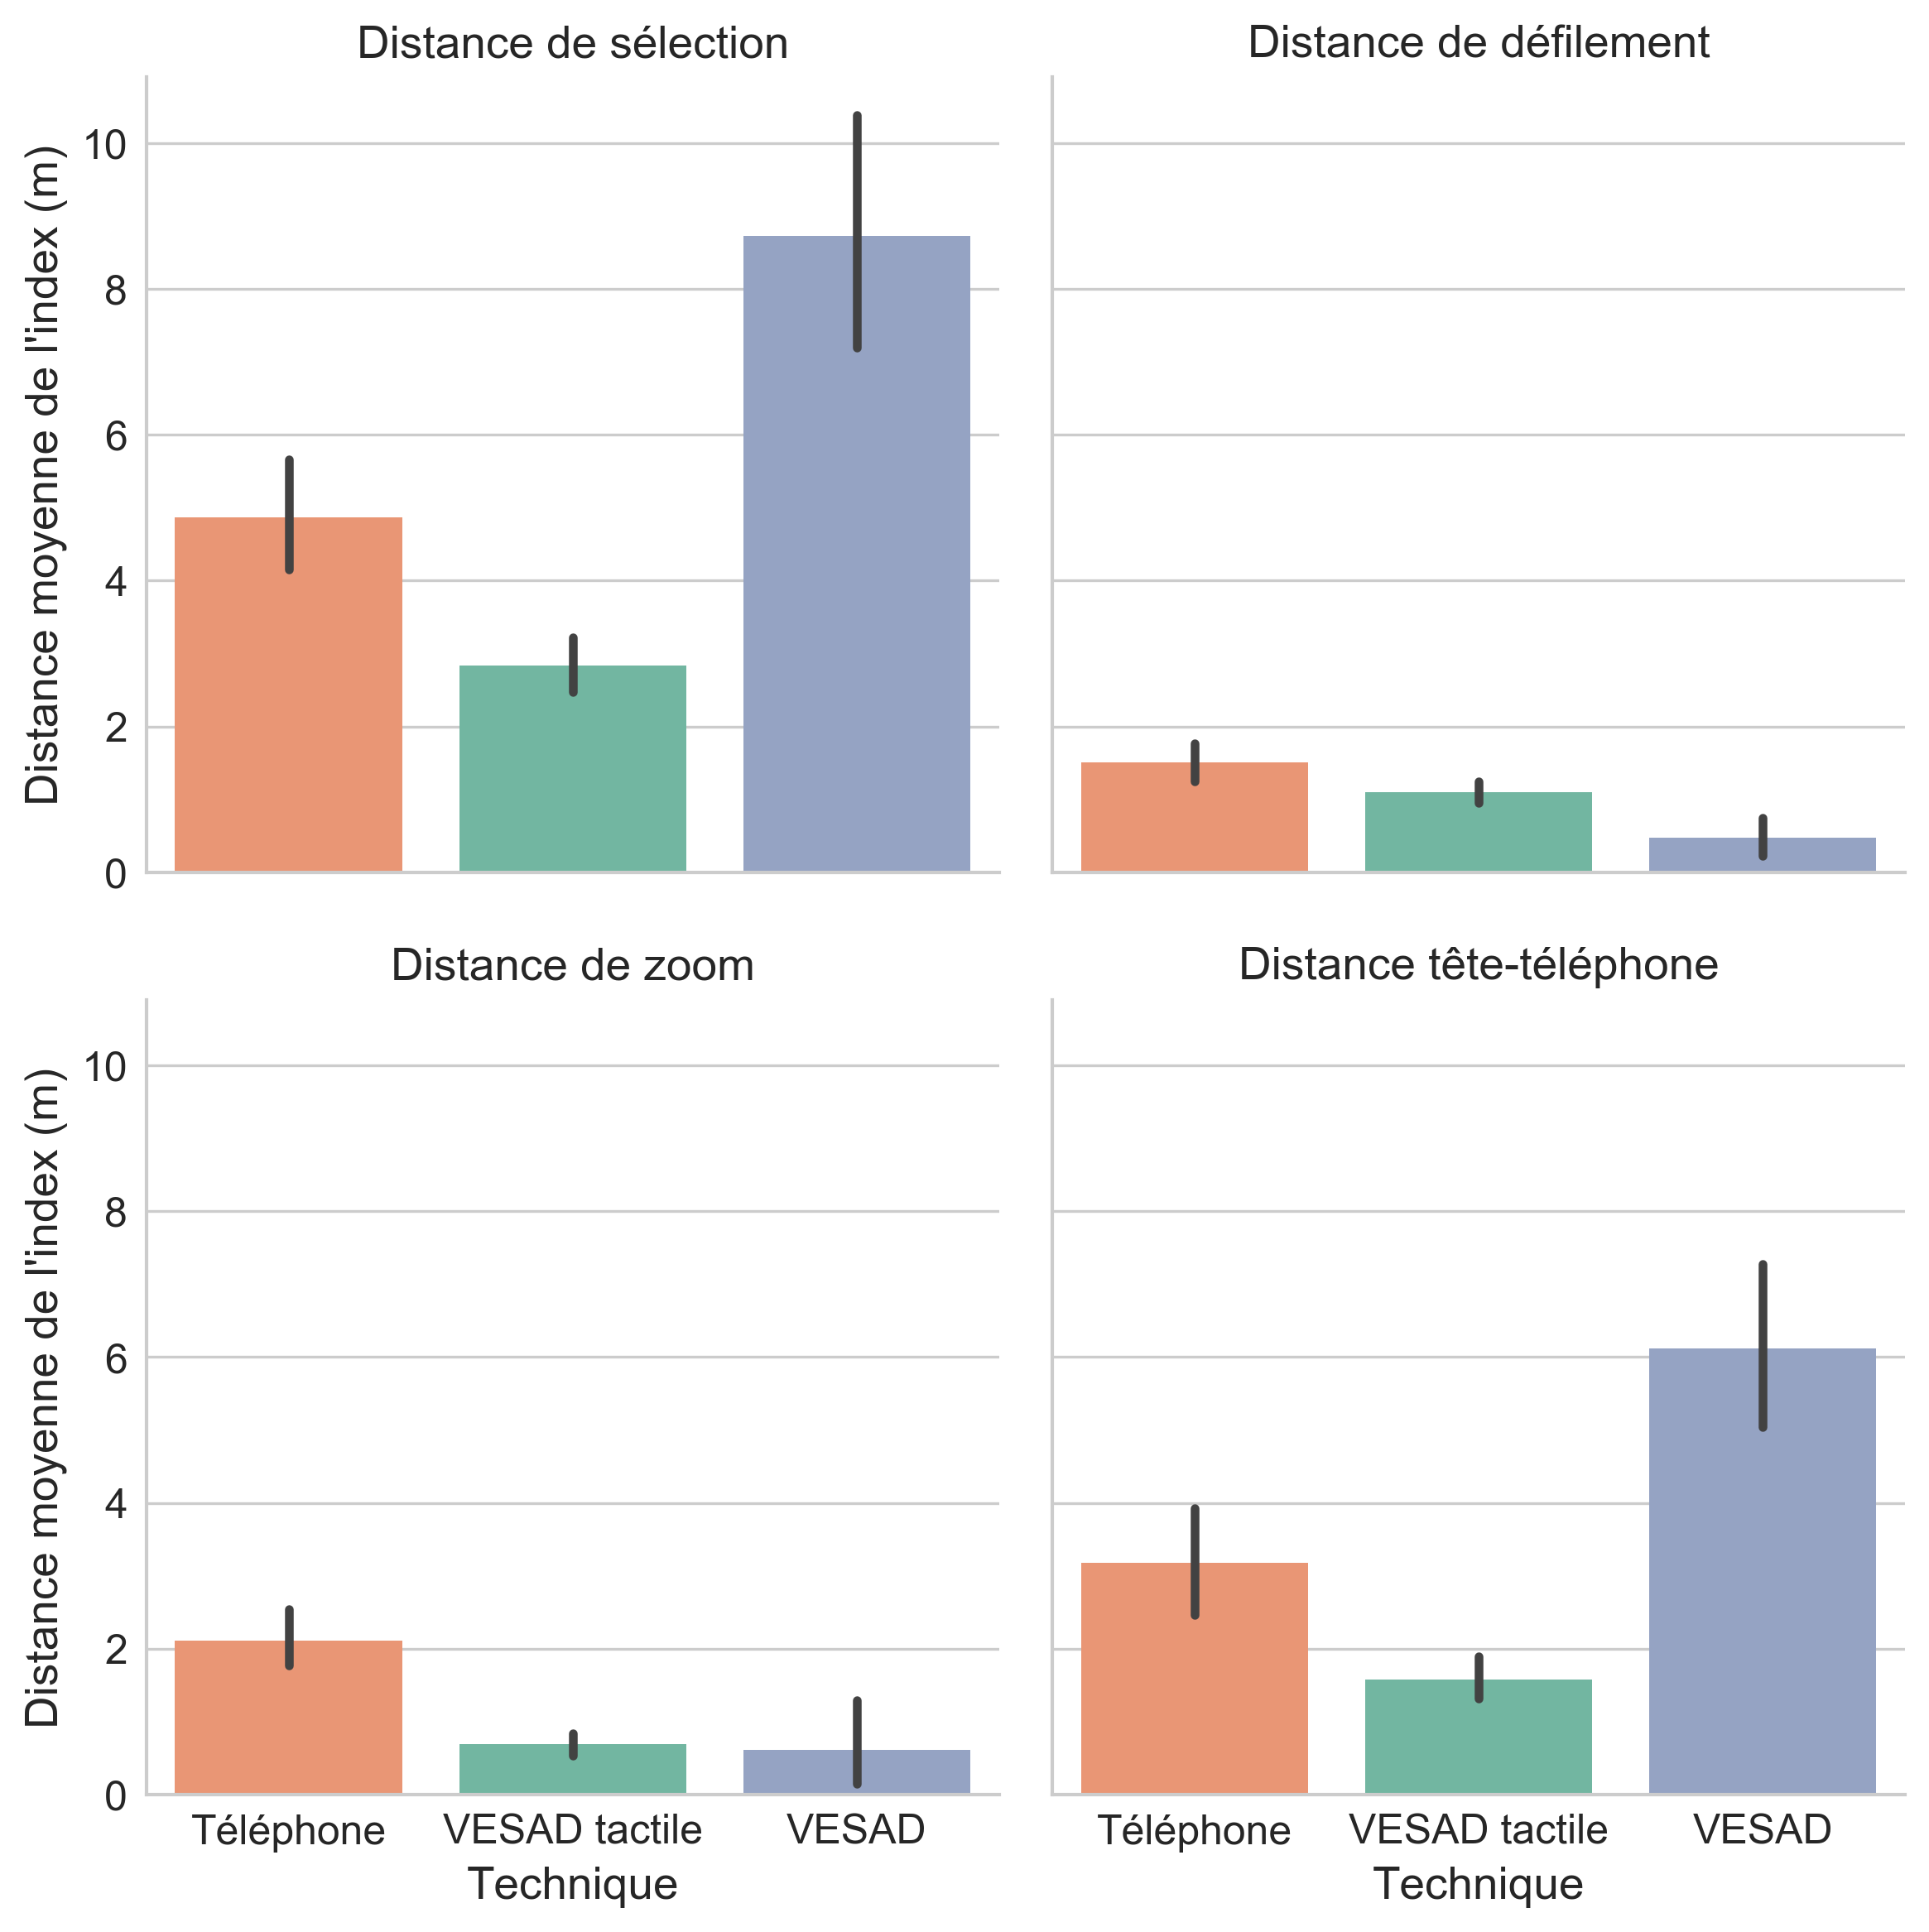 Distance de sélection
Distance de défilement
Distance moyenne de l'index (m)
10
8
6
4
2
0
Distance de zoom
Distance tête-téléphone
Distance moyenne de l'index (m)
10
8
6
4
2
0
Téléphone VESAD tactile VESAD
Technique
Téléphone VESAD tactile VESAD
Technique